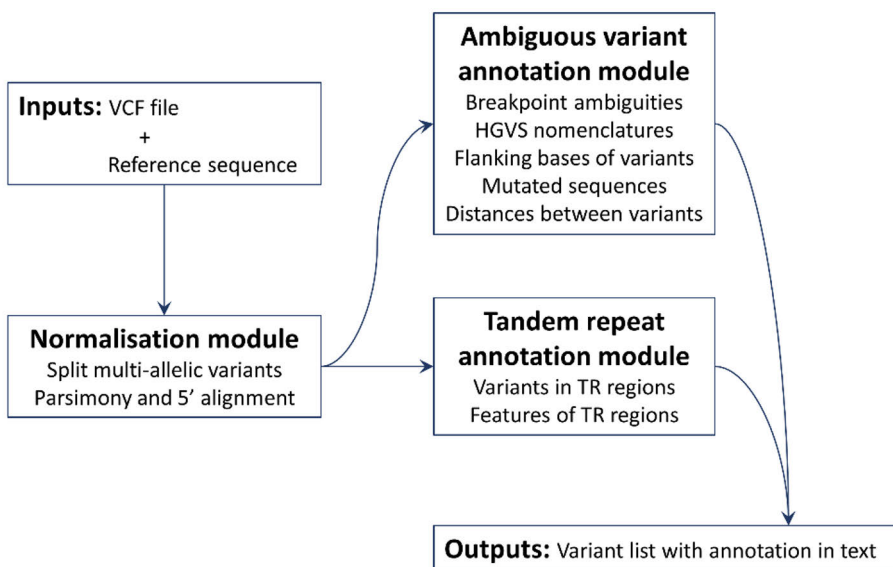 Inputs: VCF file
+
Reference sequence
Normalisation module
Split multi-allelic variants
Parsimony and 5’ alignment
Ambiguous variant
annotation module
Breakpoint ambiguities
HGVS nomenclatures
Flanking bases of variants
Mutated sequences
Distances between variants
Tandem repeat
annotation module
Variants in TR regions
Features of TR regions
Outputs: Variant list with annotation in text